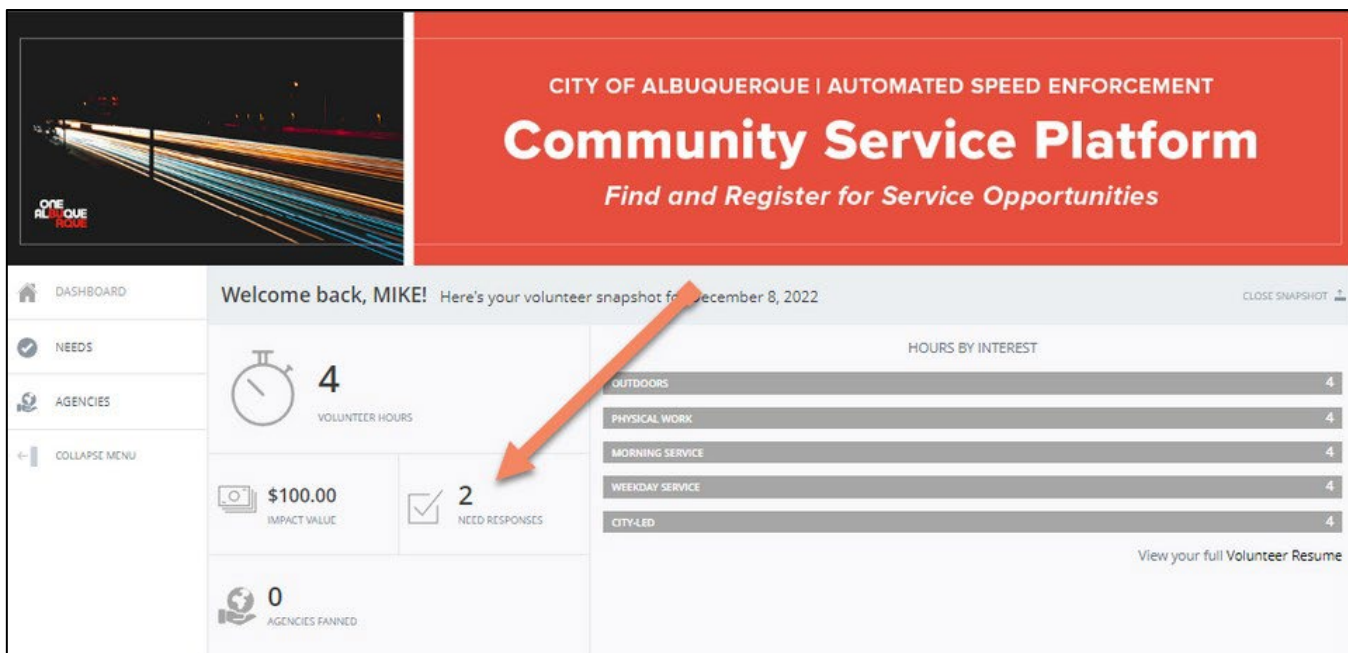 CITY OF ALBUQUERQUE | AUTOMATED SPEED ENFORCEMENT
Community Service Platform
Find and Register for Service Opportunities
ONE
ALBUQUE
RQUE
DASHBOARD
NEEDS
AGENCIES
COLLAPSE MENU
Welcome back, MIKE! Here's your volunteer snapshot for December 8, 2022
CLOSE SNAPSHOT
4
VOLUNTEER HOURS
$100.00
IMPACT VALUE
2
NEED RESPONSES
0
AGENCIES FANNED
HOURS BY INTEREST
OUTDOORS 4
PHYSICAL WORK 4
MORNING SERVICE 4
WEEKDAY SERVICE 4
CITY-LED 4
View your full Volunteer Resume